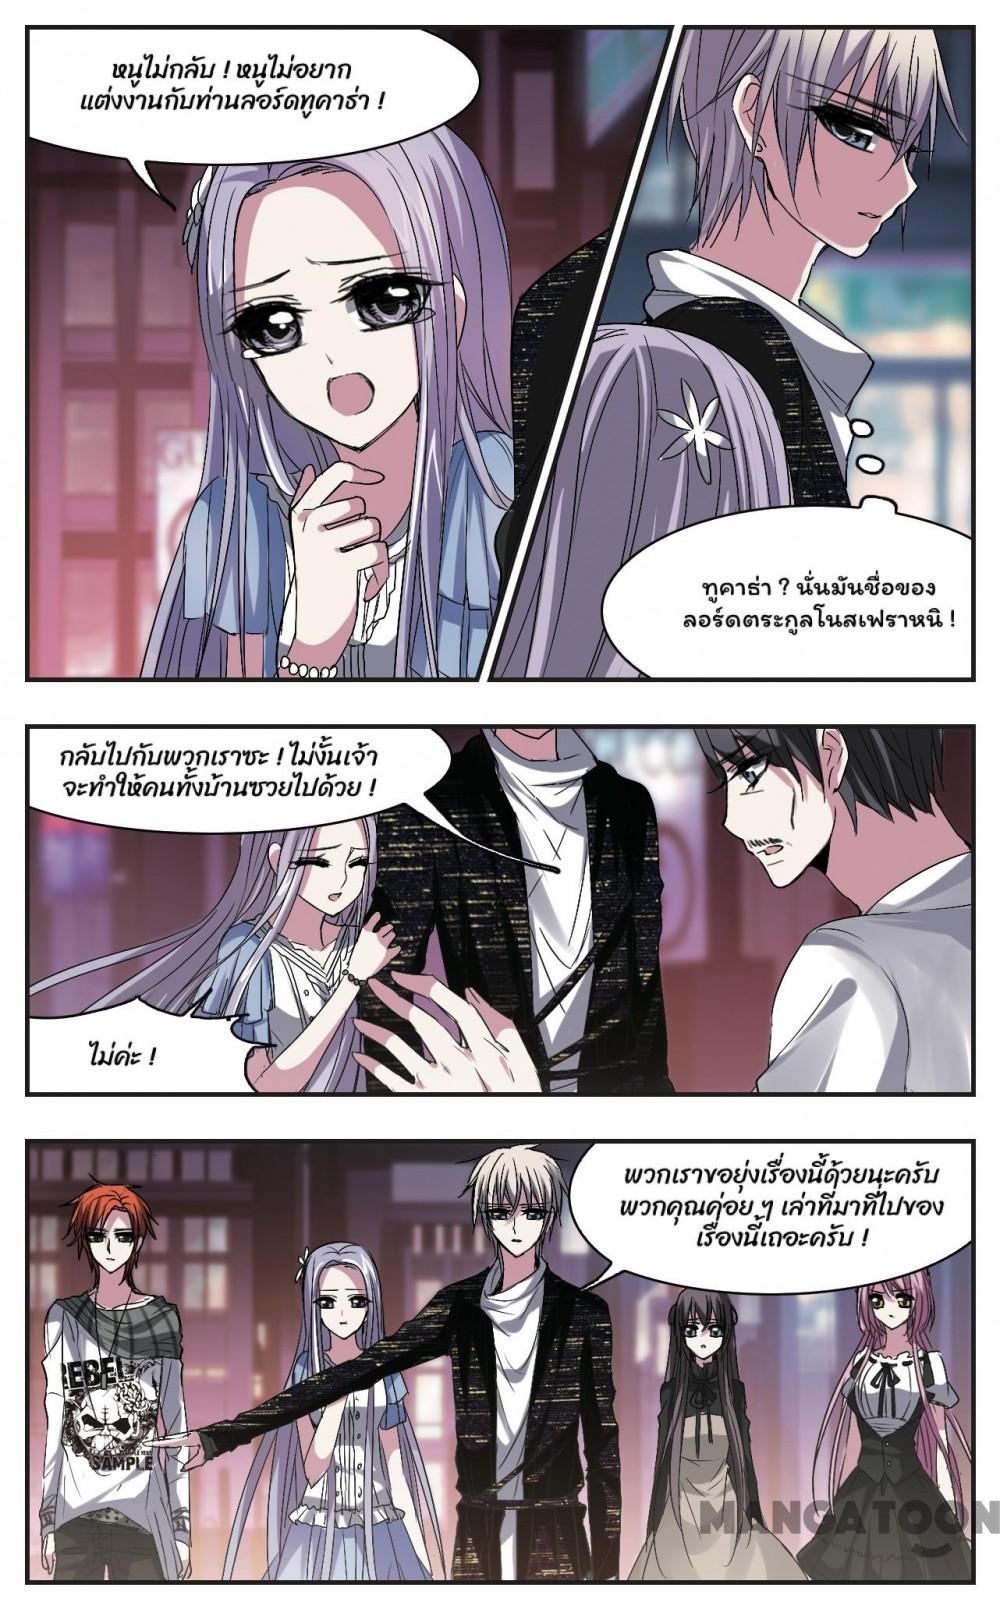 หนูไม่กลับ ! หนูไม่อยาก
แต่งงานกับท่านลอร์ดทูคาธ่า !
ทูคาธ่า ? นั่นมันชื่อของ
ลอร์ดตระกูลโนสเฟราหนิ !
กลับไปกับพวกเราซะ ! ไม่งั้นเจ้า
จะทำให้คนทั้งบ้านซวยไปด้วย !
ไม่ค่ะ !
พวกเราขอยุ่งเรื่องนี้ด้วยนะครับ
พวกคุณค่อย ๆ เล่าที่มาที่ไปของ
เรื่องนี้เถอะครับ !
REBEL
SAMPLE
MANGATOON